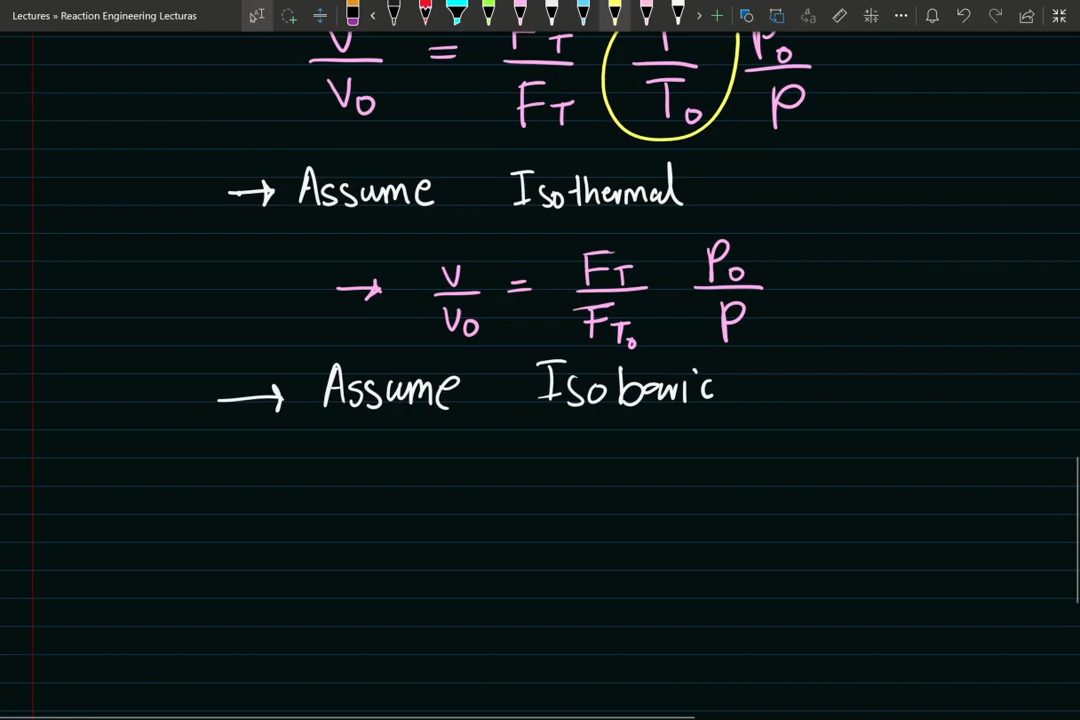 Lectures » Reaction Engineering Lecturas
v/v0 = FT/FT T/T0 P0/P
→ Assume Isothermal
→ v/v0 = FT/FT0 P0/P
→ Assume Isobaric